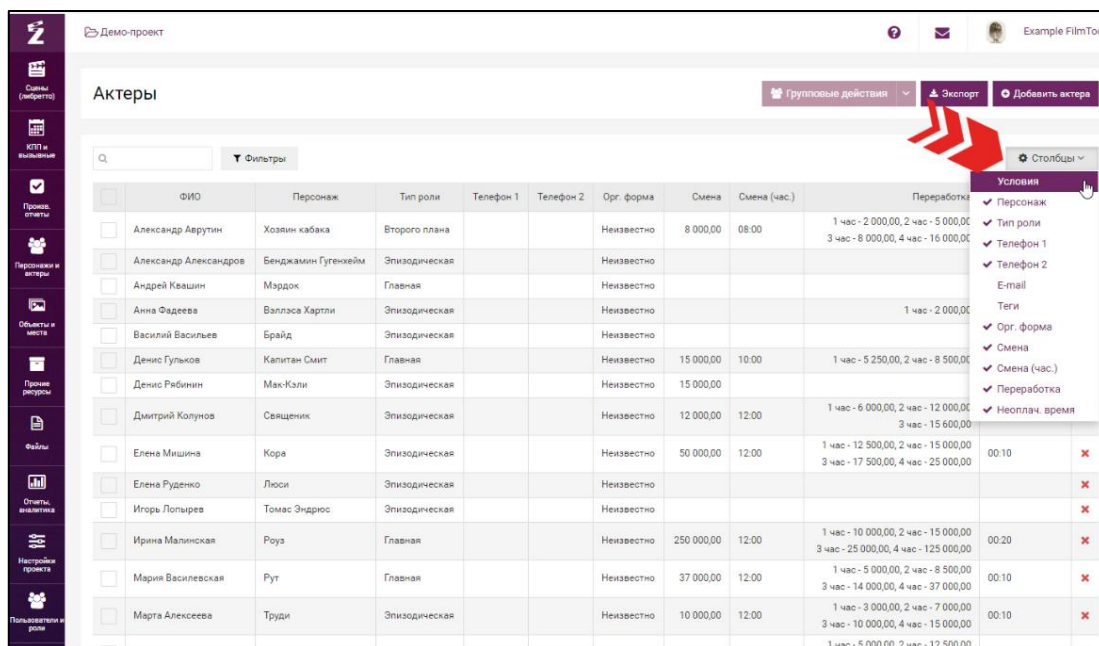 Демо-проект
Example FilmToo
Сцены
(либретто)
КПП и
вызывные
Произв.
отчеты
Персонажи и
актеры
Объекты и
места
Прочие
ресурсы
Файлы
Отчеты,
аналитика
Настройки
проекта
Пользователи и
роли
Актеры
Групповые действия
Экспорт
Добавить актера
Фильтры
Столбцы
Условия
Персонаж
Тип роли
Телефон 1
Телефон 2
E-mail
Теги
Орг. форма
Смена
Смена (час.)
Переработка
Неоплач. время
ФИО Персонаж Тип роли Телефон 1 Телефон 2 Орг. форма Смена Смена (час.) Переработка
Александр Аврутин Хозяин кабака Второго плана Неизвестно 8 000,00 08:00 1 час - 2 000,00, 2 час - 5 000,00
3 час - 8 000,00, 4 час - 16 000,00
Александр Александров Бенджамин Гугенхейм Эпизодическая Неизвестно
Андрей Квашин Мэрдок Главная Неизвестно
Анна Фадеева Вэллэса Хартли Эпизодическая Неизвестно 1 час - 2 000,00
Василий Васильев Брайд Эпизодическая Неизвестно
Денис Гульков Капитан Смит Главная Неизвестно 15 000,00 10:00 1 час - 5 250,00, 2 час - 8 500,00
Денис Рябинин Мак-Кэли Эпизодическая Неизвестно 15 000,00
Дмитрий Колунов Священик Эпизодическая Неизвестно 12 000,00 12:00 1 час - 6 000,00, 2 час - 12 000,00
3 час - 15 600,00
Елена Мишина Кора Эпизодическая Неизвестно 50 000,00 12:00 1 час - 12 500,00, 2 час - 15 000,00 00:10
3 час - 17 500,00, 4 час - 25 000,00
Елена Руденко Люси Эпизодическая Неизвестно
Игорь Лопырев Томас Эндрюс Эпизодическая Неизвестно
Ирина Малинская Роуз Главная Неизвестно 250 000,00 12:00 1 час - 10 000,00, 2 час - 15 000,00 00:20
3 час - 25 000,00, 4 час - 125 000,00
Мария Василевская Рут Главная Неизвестно 37 000,00 12:00 1 час - 5 000,00, 2 час - 8 500,00 00:10
3 час - 14 000,00, 4 час - 37 000,00
Марта Алексеева Труди Эпизодическая Неизвестно 10 000,00 12:00 1 час - 3 000,00, 2 час - 7 000,00 00:10
3 час - 10 000,00, 4 час - 15 000,00
1 час - 5 000,00, 2 час - 12 500,00